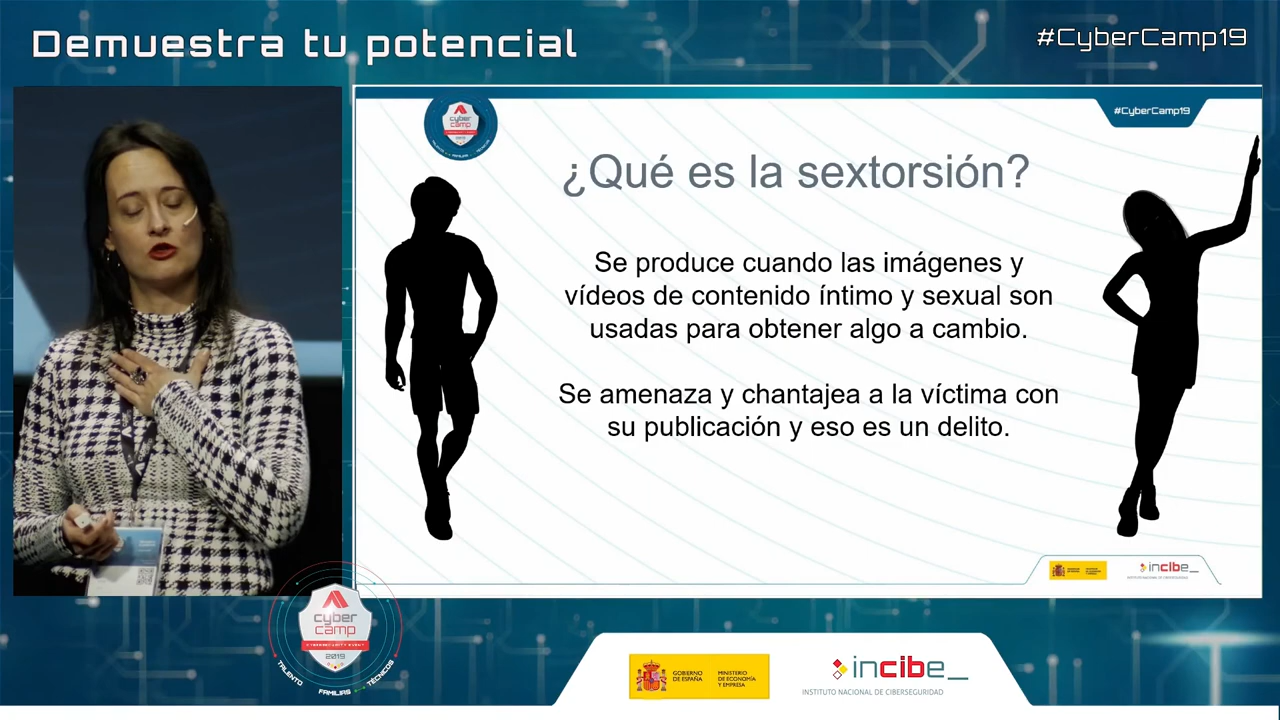 Demuestra tu potencial
#CyberCamp19
#CyberCamp19
cyber
camp
¿Qué es la sextorsión?
Se produce cuando las imágenes y
vídeos de contenido íntimo y sexual son
usadas para obtener algo a cambio.
Se amenaza y chantajea a la víctima con
su publicación y eso es un delito.
incibe_
cyber
camp
2019
TALENTO
FAMILIAS
TÉCNICOS
GOBIERNO
DE ESPAÑA
MINISTERIO
DE ECONOMÍA
Y EMPRESA
incibe_
INSTITUTO NACIONAL DE CIBERSEGURIDAD